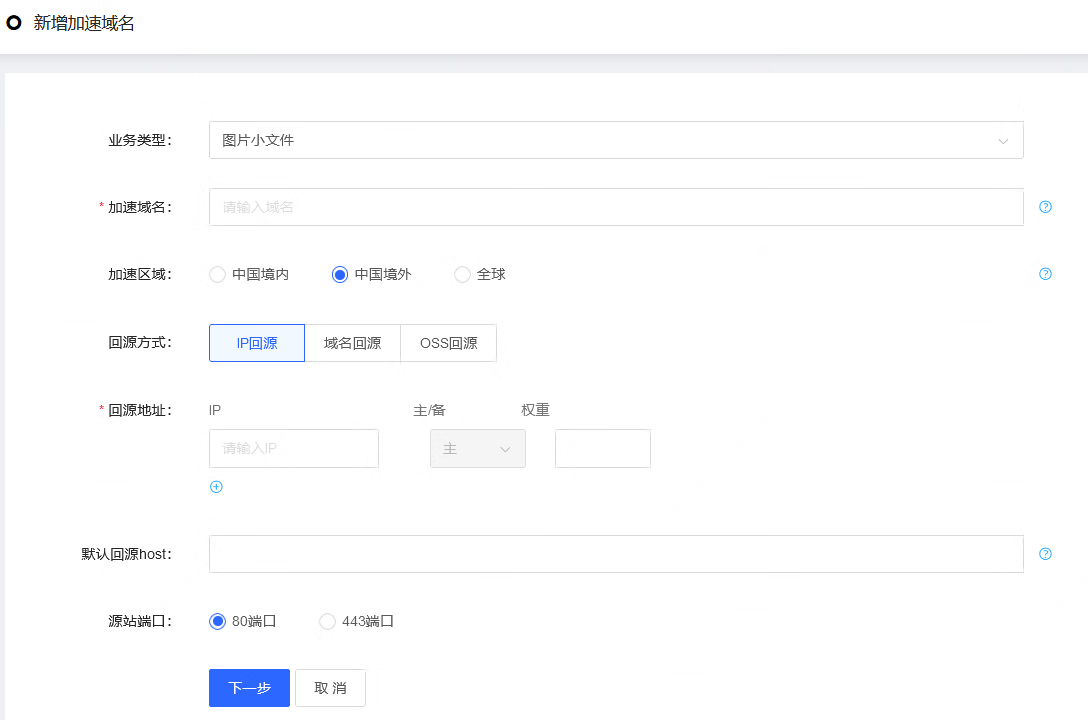 新增加速域名
业务类型： 图片小文件
* 加速域名： 请输入域名
加速区域： 中国境内 中国境外 全球
回源方式： IP回源 域名回源 OSS回源
* 回源地址： IP 主/备 权重
请输入IP 主
默认回源host：
源站端口： 80端口 443端口
下一步 取 消